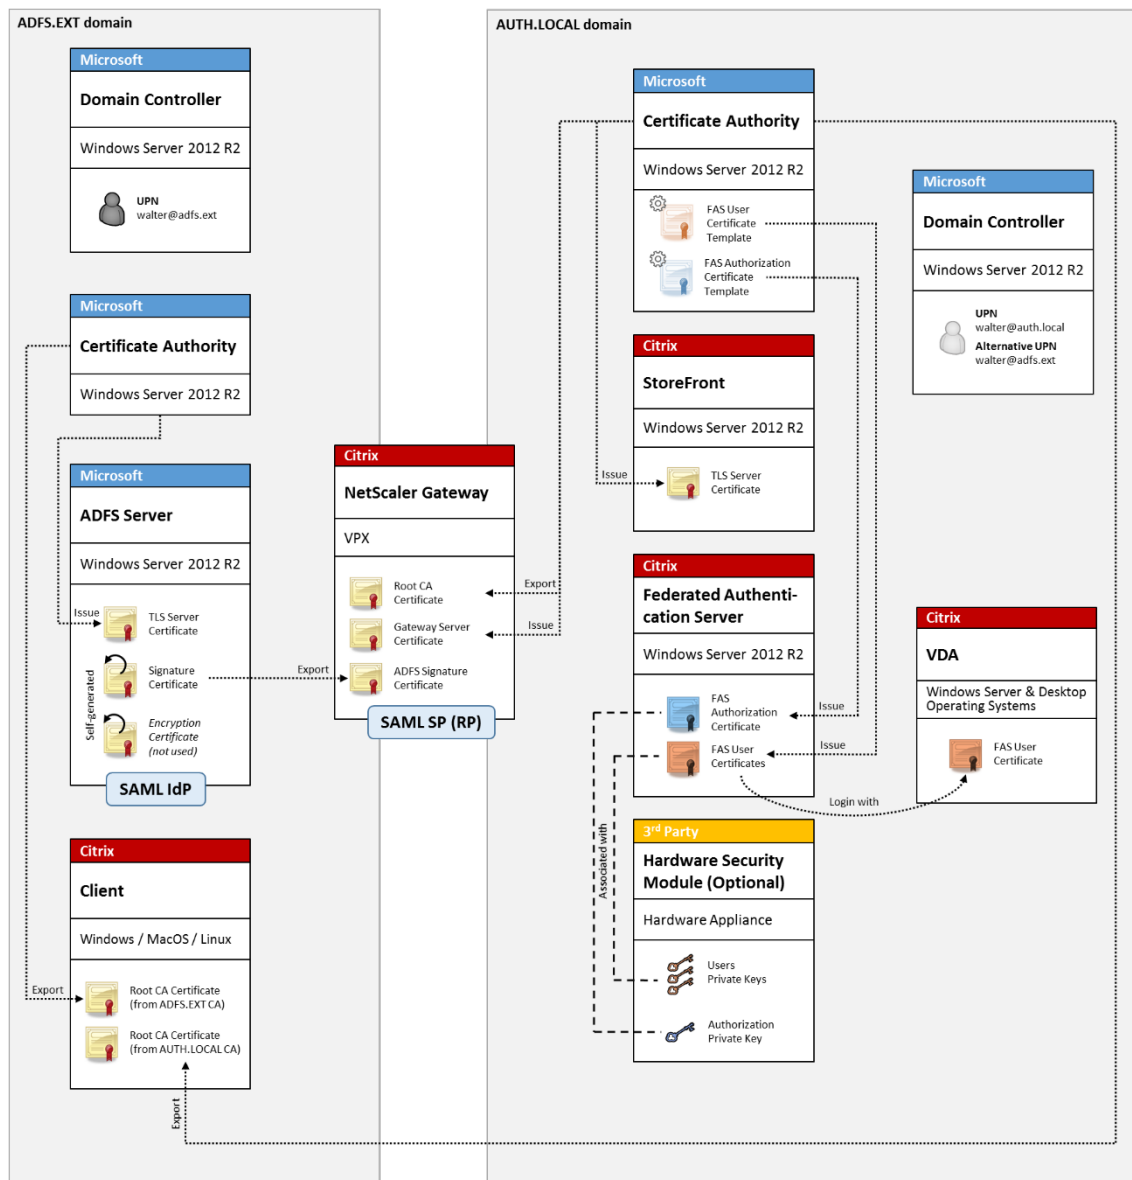 ADFS.EXT domain
Microsoft
Domain Controller
Windows Server 2012 R2
UPN
walter@adfs.ext
Microsoft
Certificate Authority
Windows Server 2012 R2
Microsoft
ADFS Server
Windows Server 2012 R2
Issue
TLS Server
Certificate
Self-generated
Signature
Certificate
Encryption
Certificate
(not used)
SAML IdP
Export
Citrix
Client
Windows / MacOS / Linux
Export
Root CA Certificate
(from ADFS.EXT CA)
Root CA Certificate
(from AUTH.LOCAL CA)
Export
Citrix
NetScaler Gateway
VPX
Root CA
Certificate
Gateway Server
Certificate
ADFS Signature
Certificate
SAML SP (RP)
Export
Issue
AUTH.LOCAL domain
Microsoft
Certificate Authority
Windows Server 2012 R2
FAS User
Certificate
Template
FAS Authorization
Certificate
Template
Citrix
StoreFront
Windows Server 2012 R2
Issue
TLS Server
Certificate
Citrix
Federated Authenti-
cation Server
Windows Server 2012 R2
FAS
Authorization
Certificate
Issue
FAS User
Certificates
Issue
Login with
Associated with
3rd Party
Hardware Security
Module (Optional)
Hardware Appliance
Users
Private Keys
Authorization
Private Key
Microsoft
Domain Controller
Windows Server 2012 R2
UPN
walter@auth.local
Alternative UPN
walter@adfs.ext
Citrix
VDA
Windows Server & Desktop
Operating Systems
FAS User
Certificate